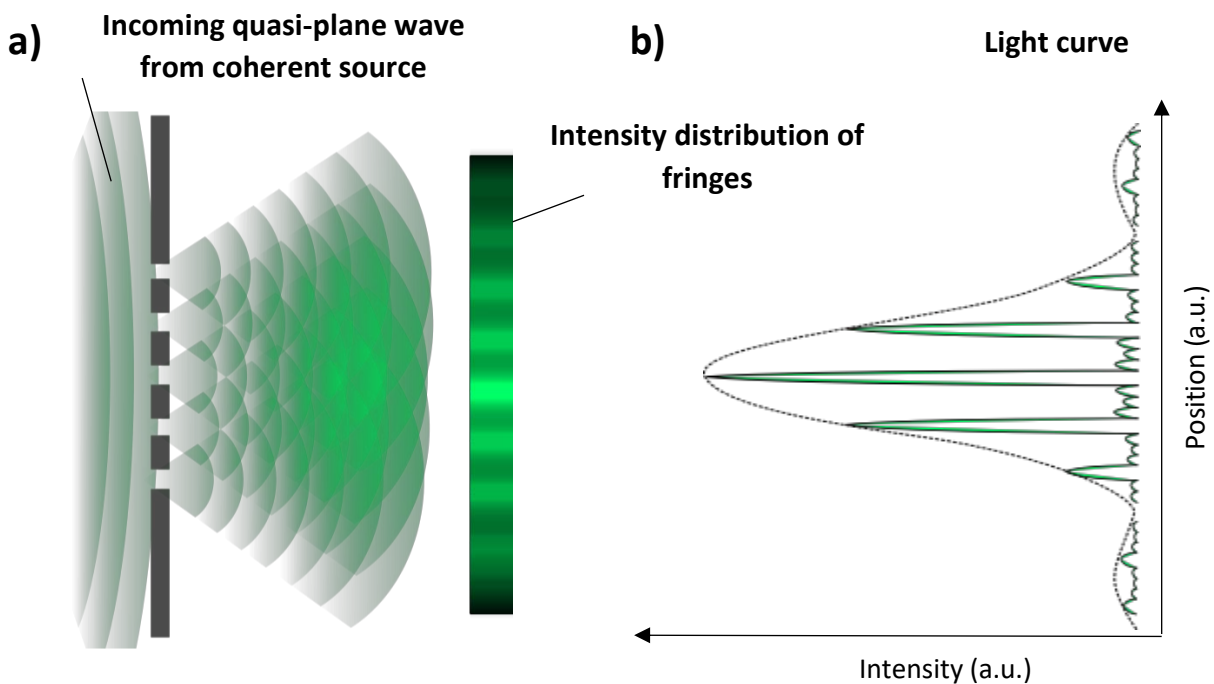 a)
Incoming quasi-plane wave
from coherent source
Intensity distribution of
fringes
b)
Light curve
Position (a.u.)
Intensity (a.u.)